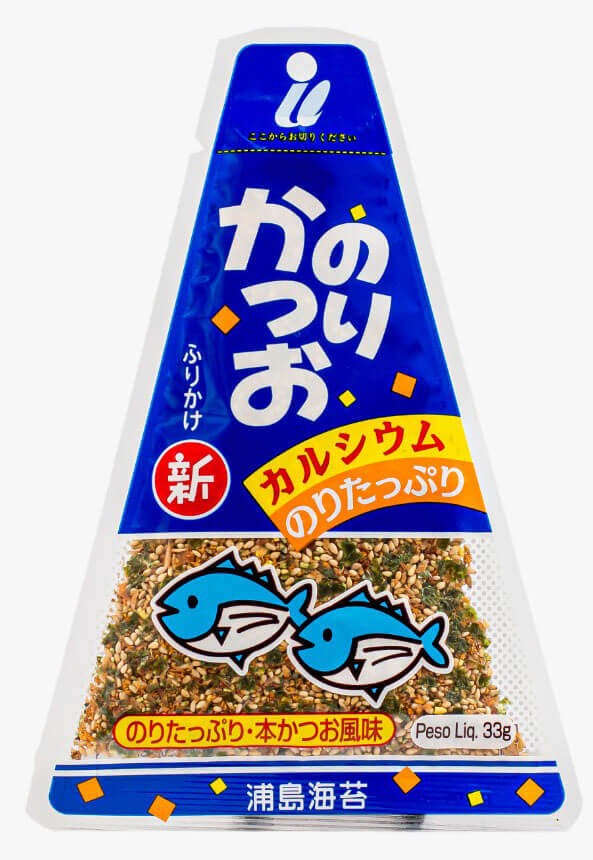 ここからお切りください
のり
かつお
ふりかけ
新
カルシウム
のりたっぷり
のりたっぷり・本かつお風味
Peso Liq. 33g
浦島海苔